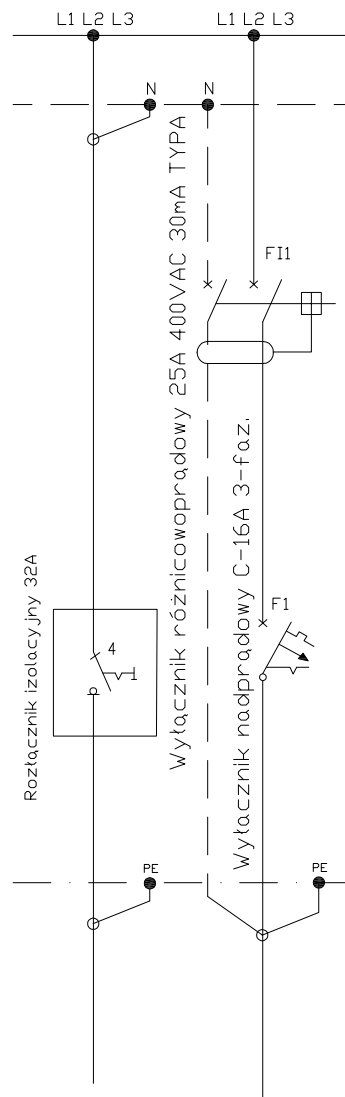 L1 L2 L3
L1 L2 L3
N
N
FI1
Wyłącznik różnicowoprądowy 25A 400VAC 30mA TYPA
Wyłącznik nadprądowy C-16A 3-faz.
F1
Rozłącznik izolacyjny 32A
4
PE
PE